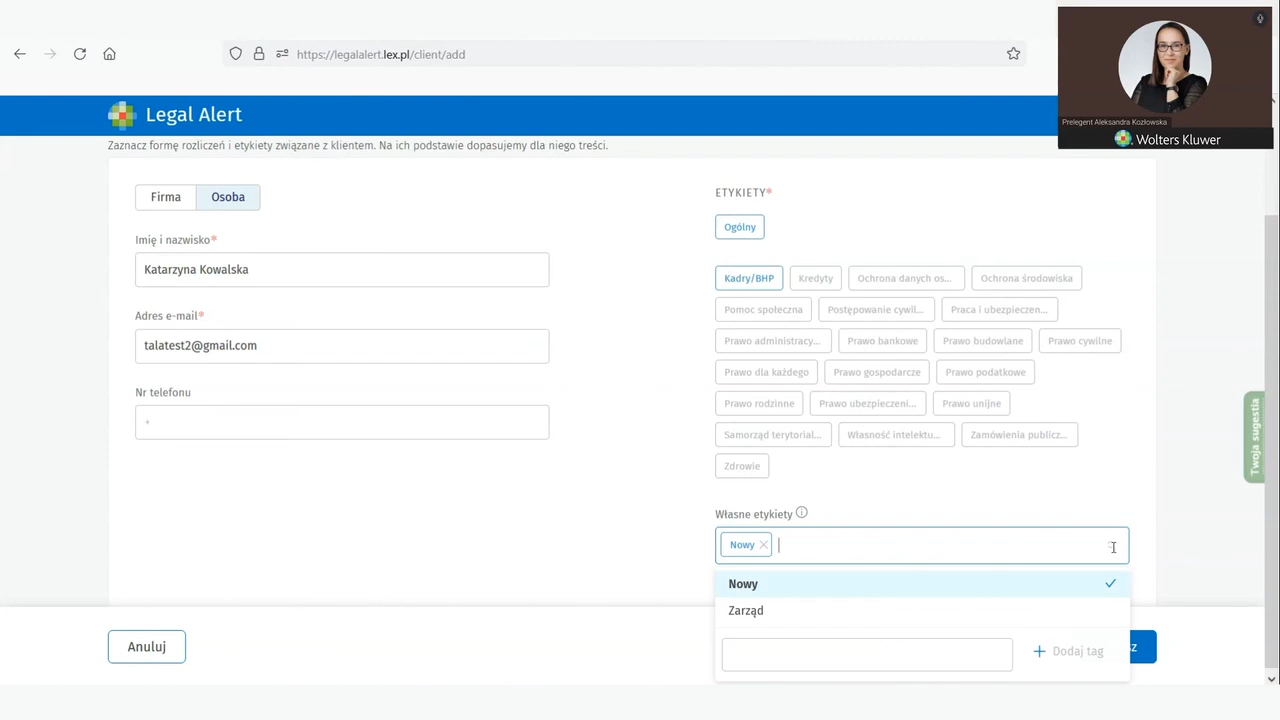 https://legalalert.lex.pl/client/add
Prelegent Aleksandra Kozłowska
Wolters Kluwer
Legal Alert
Zaznacz formę rozliczeń i etykiety związane z klientem. Na ich podstawie dopasujemy dla niego treści.
Firma
Osoba
Imię i nazwisko*
Katarzyna Kowalska
Adres e-mail*
talatest2@gmail.com
Nr telefonu
+
ETYKIETY*
Ogólny
Kadry/BHP
Kredyty
Ochrona danych os...
Ochrona środowiska
Pomoc społeczna
Postępowanie cywil...
Praca i ubezpieczen...
Prawo administracy...
Prawo bankowe
Prawo budowlane
Prawo cywilne
Prawo dla każdego
Prawo gospodarcze
Prawo podatkowe
Prawo rodzinne
Prawo ubezpieczeni...
Prawo unijne
Samorząd terytorial...
Własność intelektu...
Zamówienia publicz...
Zdrowie
Własne etykiety
Nowy
Nowy
Zarząd
+ Dodaj tag
Anuluj
sz
Twoja sugestia